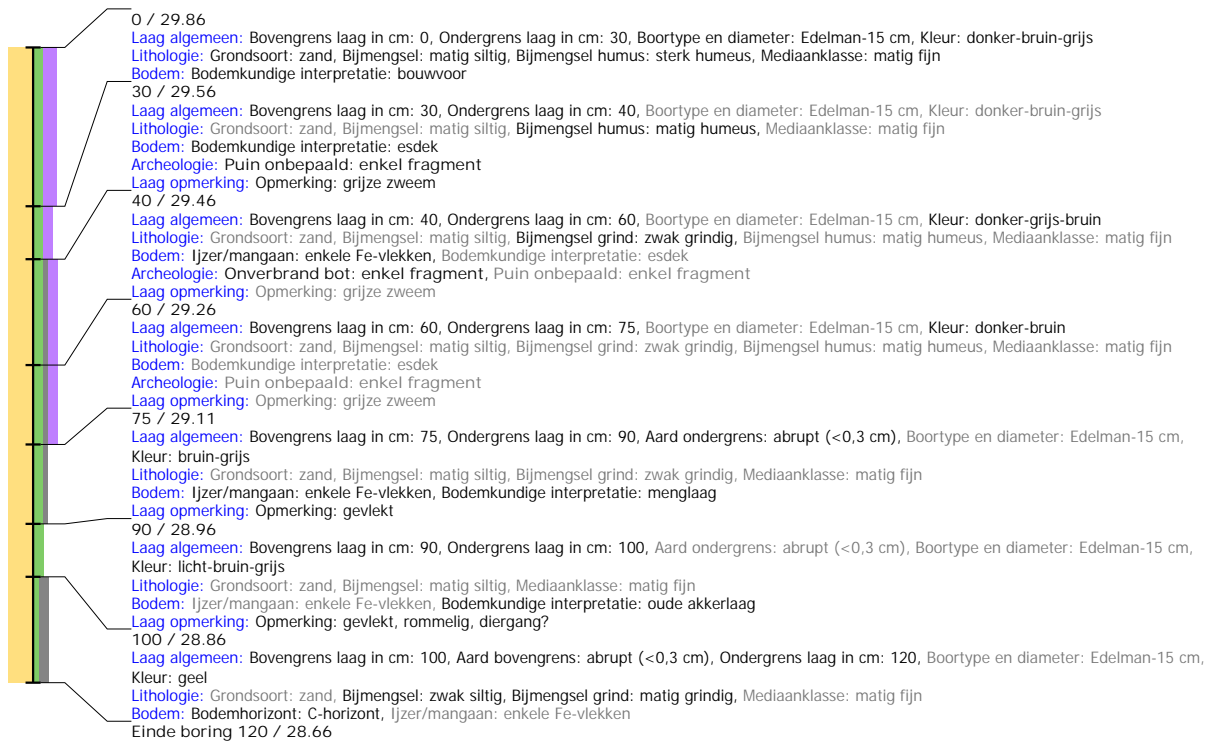 0 / 29.86
Laag algemeen: Bovengrens laag in cm: 0, Ondergrens laag in cm: 30, Boortype en diameter: Edelman-15 cm, Kleur: donker-bruin-grijs
Lithologie: Grondsoort: zand, Bijmengsel: matig siltig, Bijmengsel humus: sterk humeus, Mediaanklasse: matig fijn
Bodem: Bodemkundige interpretatie: bouwvoor
30 / 29.56
Laag algemeen: Bovengrens laag in cm: 30, Ondergrens laag in cm: 40, Boortype en diameter: Edelman-15 cm, Kleur: donker-bruin-grijs
Lithologie: Grondsoort: zand, Bijmengsel: matig siltig, Bijmengsel humus: matig humeus, Mediaanklasse: matig fijn
Bodem: Bodemkundige interpretatie: esdek
Archeologie: Puin onbepaald: enkel fragment
Laag opmerking: Opmerking: grijze zweem
40 / 29.46
Laag algemeen: Bovengrens laag in cm: 40, Ondergrens laag in cm: 60, Boortype en diameter: Edelman-15 cm, Kleur: donker-grijs-bruin
Lithologie: Grondsoort: zand, Bijmengsel: matig siltig, Bijmengsel grind: zwak grindig, Bijmengsel humus: matig humeus, Mediaanklasse: matig fijn
Bodem: Ijzer/mangaan: enkele Fe-vlekken, Bodemkundige interpretatie: esdek
Archeologie: Onverbrand bot: enkel fragment, Puin onbepaald: enkel fragment
Laag opmerking: Opmerking: grijze zweem
60 / 29.26
Laag algemeen: Bovengrens laag in cm: 60, Ondergrens laag in cm: 75, Boortype en diameter: Edelman-15 cm, Kleur: donker-bruin
Lithologie: Grondsoort: zand, Bijmengsel: matig siltig, Bijmengsel grind: zwak grindig, Bijmengsel humus: matig humeus, Mediaanklasse: matig fijn
Bodem: Bodemkundige interpretatie: esdek
Archeologie: Puin onbepaald: enkel fragment
Laag opmerking: Opmerking: grijze zweem
75 / 29.11
Laag algemeen: Bovengrens laag in cm: 75, Ondergrens laag in cm: 90, Aard ondergrens: abrupt (<0,3 cm), Boortype en diameter: Edelman-15 cm,
Kleur: bruin-grijs
Lithologie: Grondsoort: zand, Bijmengsel: matig siltig, Bijmengsel grind: zwak grindig, Mediaanklasse: matig fijn
Bodem: Ijzer/mangaan: enkele Fe-vlekken, Bodemkundige interpretatie: menglaag
Laag opmerking: Opmerking: gevlekt
90 / 28.96
Laag algemeen: Bovengrens laag in cm: 90, Ondergrens laag in cm: 100, Aard ondergrens: abrupt (<0,3 cm), Boortype en diameter: Edelman-15 cm,
Kleur: licht-bruin-grijs
Lithologie: Grondsoort: zand, Bijmengsel: matig siltig, Mediaanklasse: matig fijn
Bodem: Ijzer/mangaan: enkele Fe-vlekken, Bodemkundige interpretatie: oude akkerlaag
Laag opmerking: Opmerking: gevlekt, rommelig, diergang?
100 / 28.86
Laag algemeen: Bovengrens laag in cm: 100, Aard bovengrens: abrupt (<0,3 cm), Ondergrens laag in cm: 120, Boortype en diameter: Edelman-15 cm,
Kleur: geel
Lithologie: Grondsoort: zand, Bijmengsel: zwak siltig, Bijmengsel grind: matig grindig, Mediaanklasse: matig fijn
Bodem: Bodemhorizont: C-horizont, Ijzer/mangaan: enkele Fe-vlekken
Einde boring 120 / 28.66